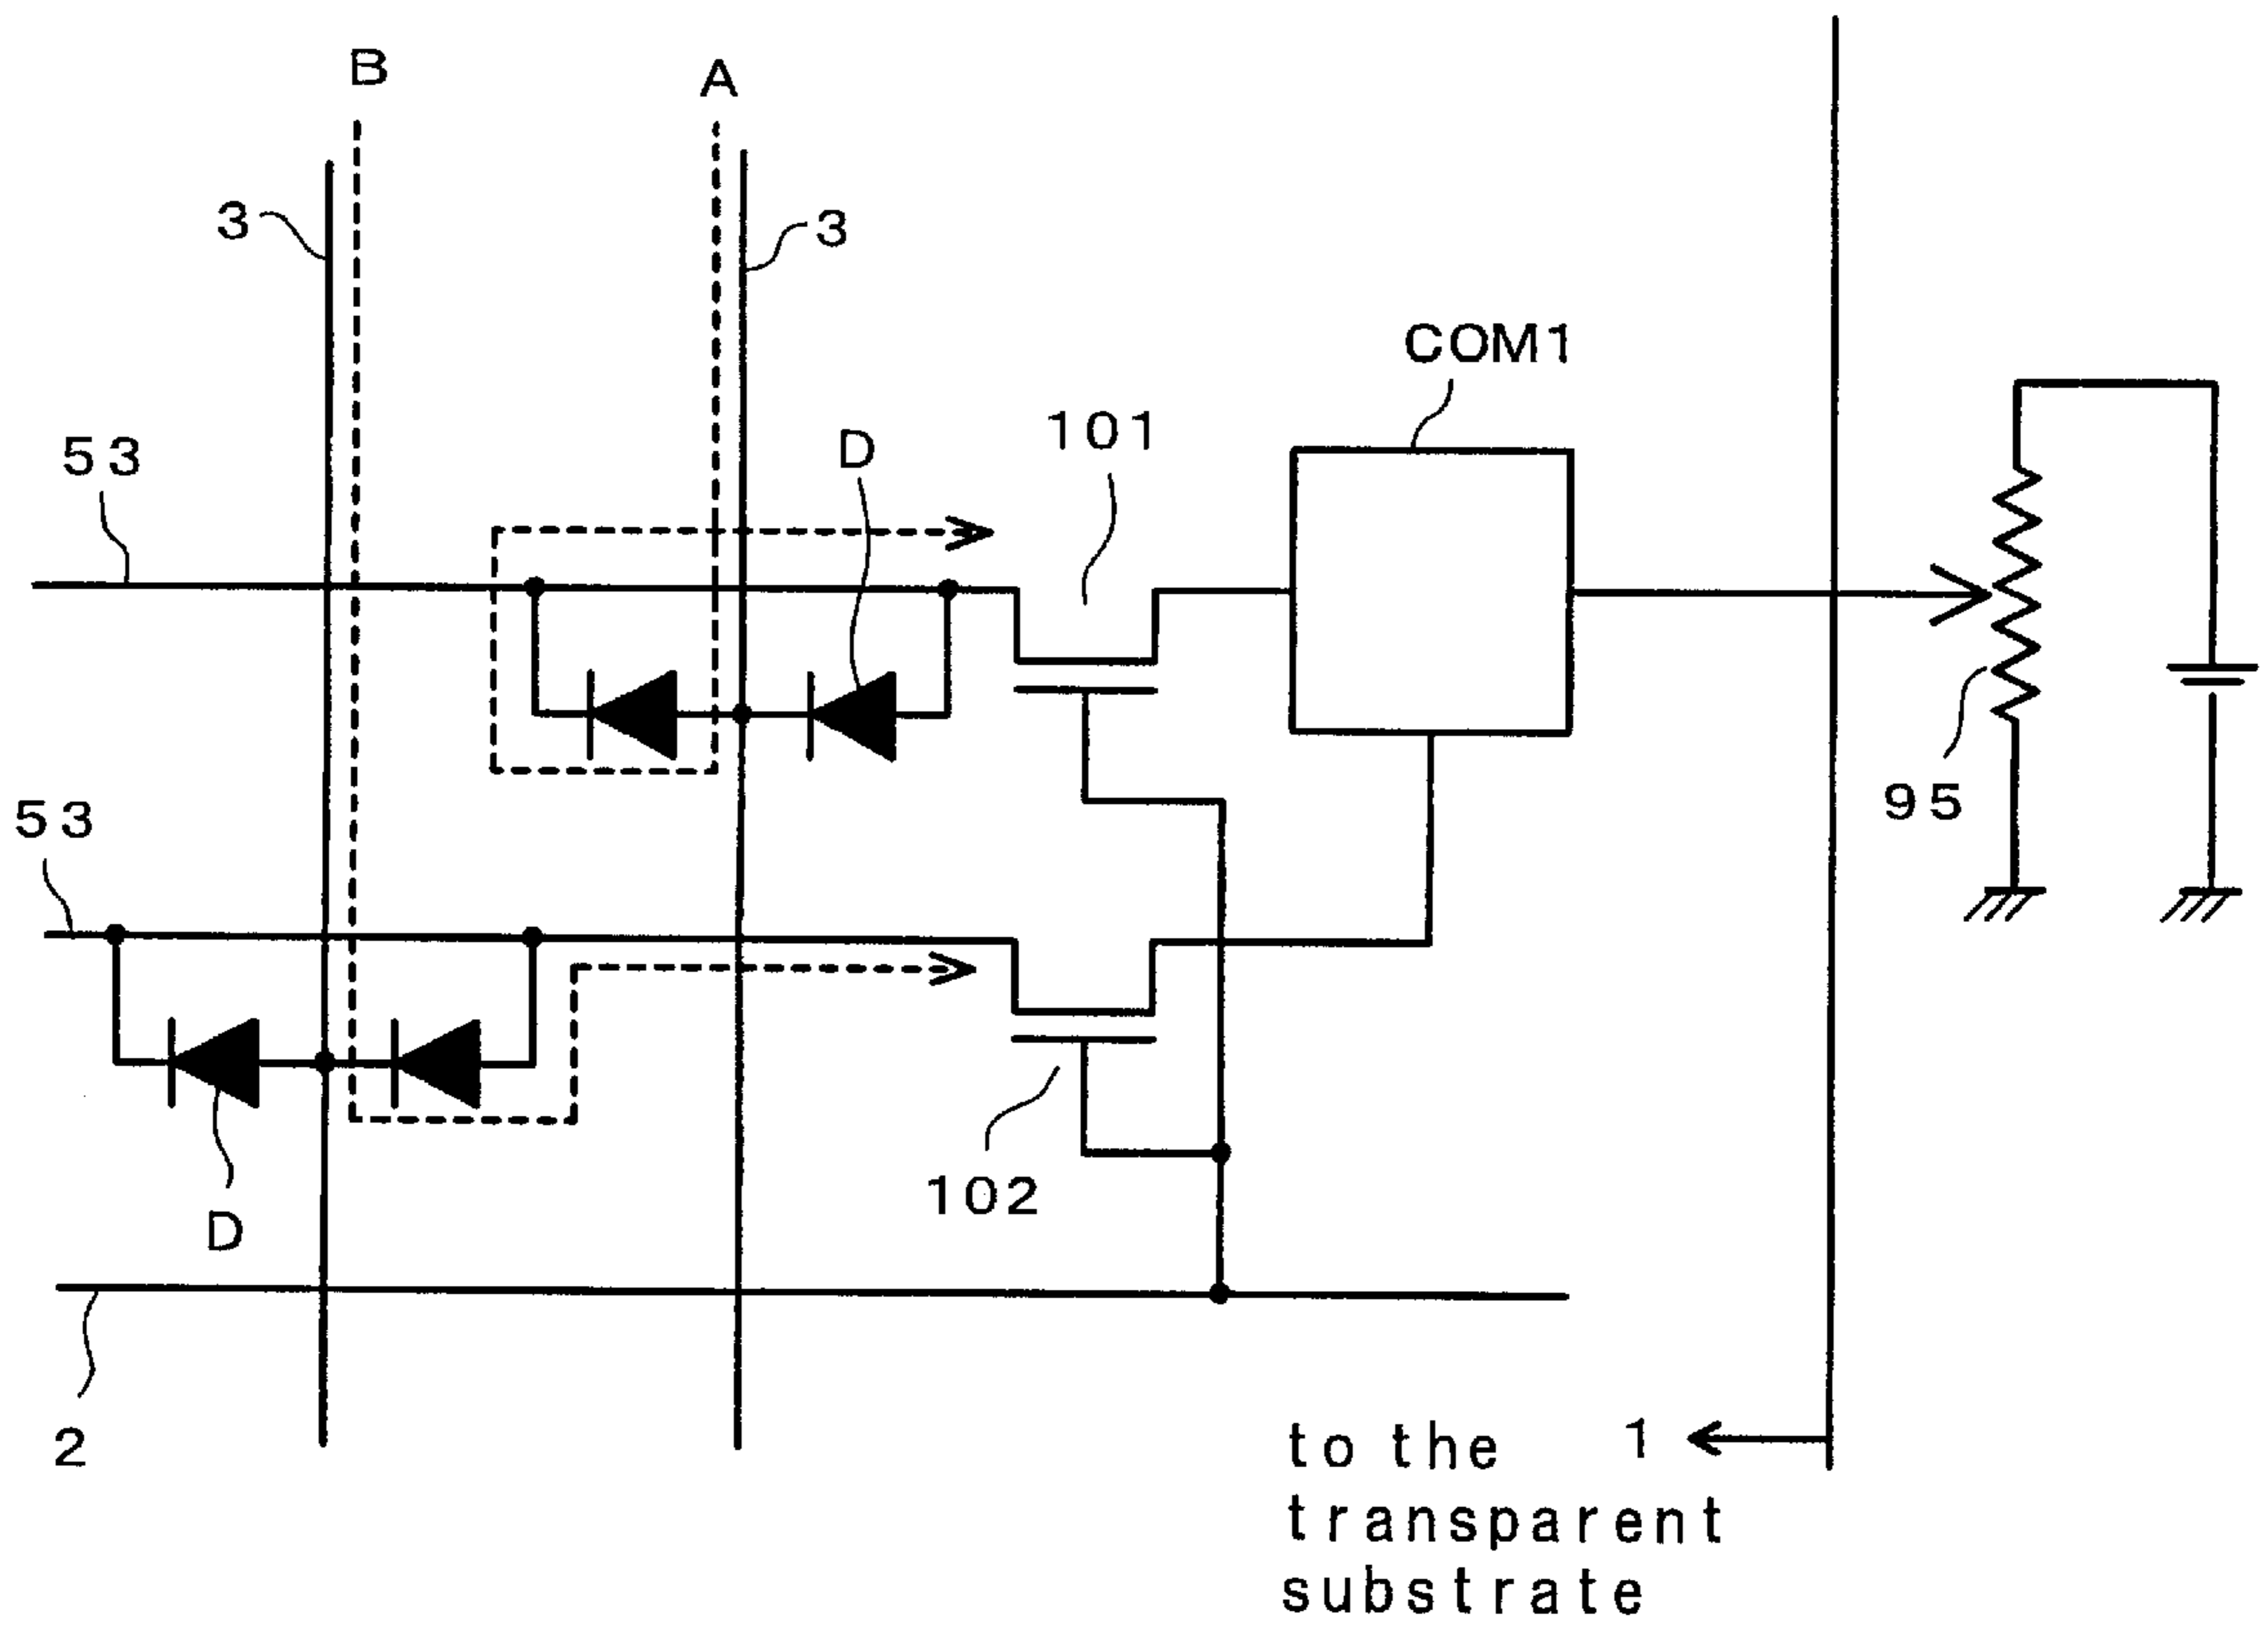 B
A
3
3
COM1
101
53
D
95
53
102
D
2
to the 1
transparent
substrate